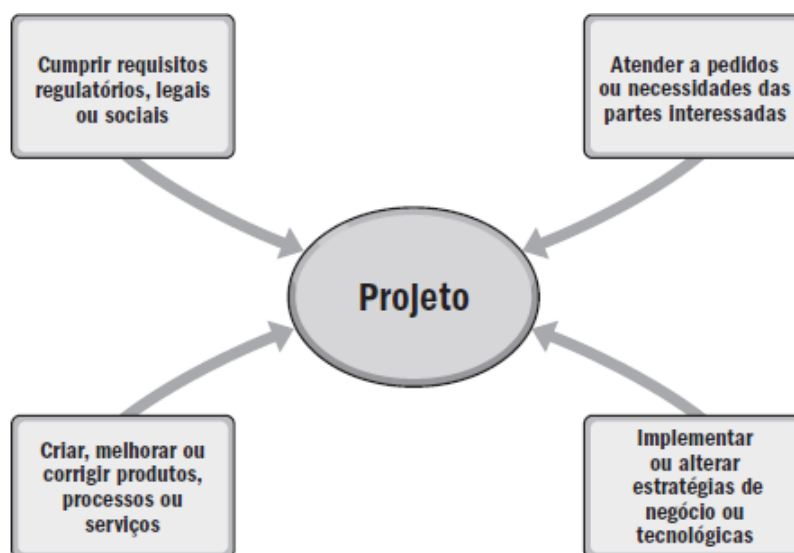 Cumprir requisitos
regulatórios, legais
ou sociais
Atender a pedidos
ou necessidades das
partes interessadas
Projeto
Criar, melhorar ou
corrigir produtos,
processos ou
serviços
Implementar
ou alterar
estratégias de
negócio ou
tecnológicas